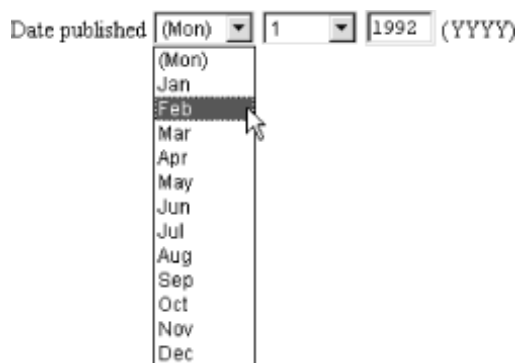 Date published (Mon) 1 1992 (YYYY)
(Mon)
Jan
Feb
Mar
Apr
May
Jun
Jul
Aug
Sep
Oct
Nov
Dec